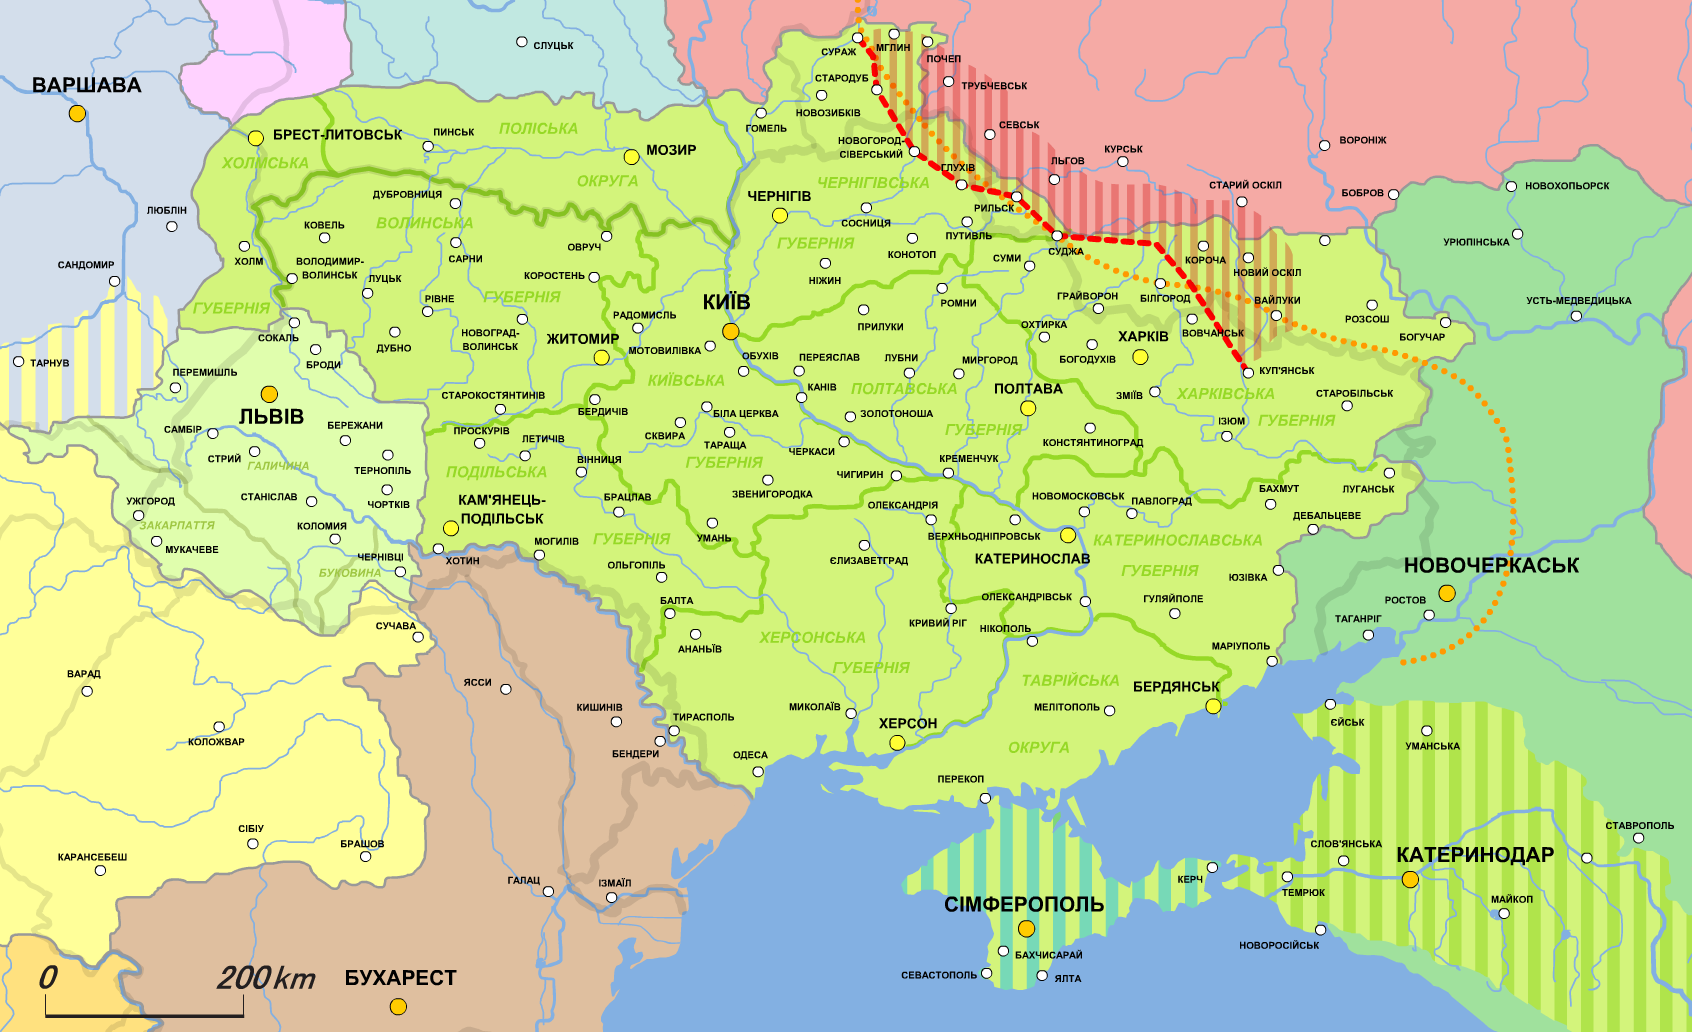 СЛУЦЬК
СУРАЖ
МГЛИН
ПОЧЕП
ВАРШАВА
СТАРОДУБ
ТРУБЧЕВСЬК
НОВОЗИБКІВ
ГОМЕЛЬ
СЕВСЬК
БРЕСТ-ЛИТОВСЬК
ПИНСЬК
ПОЛІСЬКА
МОЗИР
НОВОГОРОД-
СІВЕРСЬКИЙ
ВОРОНІЖ
КУРСЬК
ЛЬГОВ
ХОЛМСЬКА
ГЛУХІВ
ОКРУГА
ЧЕРНІГІВСЬКА
СТАРИЙ ОСКІЛ
БОБРОВ
НОВОХОПЬОРСК
ДУБРОВНИЦЯ
ЧЕРНІГІВ
РИЛЬСК
ЛЮБЛІН
КОВЕЛЬ
ВОЛИНСЬКА
СОСНИЦЯ
ПУТИВЛЬ
УРЮПІНСЬКА
ОВРУЧ
ГУБЕРНІЯ
КОНОТОП
СУДЖА
САНДОМИР
ХОЛМ
ВОЛОДИМИР-
ВОЛИНСЬК
САРНИ
СУМИ
КОРОЧА
НОВИЙ ОСКІЛ
КОРОСТЕНЬ
НІЖИН
ЛУЦЬК
РІВНЕ
ГУБЕРНІЯ
КИЇВ
РОМНИ
ГРАЙВОРОН
БІЛГОРОД
ВАЙЛУКИ
УСТЬ-МЕДВЕДИЦЬКА
ГУБЕРНІЯ
РАДОМИСЛЬ
ПРИЛУКИ
ОХТИРКА
ХАРКІВ
ВОВЧАНСЬК
РОЗСОШ
БОГУЧАР
СОКАЛЬ
ДУБНО
НОВОГРАД-
ВОЛИНСЬК
ЖИТОМИР
МОТОВИЛІВКА
ОБУХІВ
ПЕРЕЯСЛАВ
ЛУБНИ
МИРГОРОД
БОГОДУХІВ
КУП'ЯНСЬК
ТАРНУВ
БРОДИ
ПЕРЕМИШЛЬ
КИЇВСЬКА
КАНІВ
ПОЛТАВСЬКА
ПОЛТАВА
ЗМІЇВ
ХАРКІВСЬКА
СТАРОБІЛЬСЬК
ЛЬВІВ
СТАРОКОСТЯНТИНІВ
БЕРДИЧІВ
БІЛА ЦЕРКВА
ЗОЛОТОНОША
ГУБЕРНІЯ
ІЗЮМ
ГУБЕРНІЯ
САМБІР
БЕРЕЖАНИ
ПРОСКУРІВ
ЛЕТИЧІВ
СКВИРА
ТАРАЩА
ЧЕРКАСИ
КОНСТЯНТИНОГРАД
СТРИЙ
ГАЛИЧИНА
ТЕРНОПІЛЬ
ПОДІЛЬСЬКА
ВІННИЦЯ
ГУБЕРНІЯ
ЧИГИРИН
КРЕМЕНЧУК
УЖГОРОД
СТАНІСЛАВ
ЧОРТКІВ
КАМ'ЯНЕЦЬ-
ПОДІЛЬСЬК
БРАЦЛАВ
ЗВЕНИГОРОДКА
ОЛЕКСАНДРІЯ
НОВОМОСКОВСЬК
ПАВЛОГРАД
БАХМУТ
ЛУГАНСЬК
ЗАКАРПАТТЯ
КОЛОМИЯ
МУКАЧЕВЕ
ЧЕРНІВЦІ
ХОТИН
МОГИЛІВ
ГУБЕРНІЯ
УМАНЬ
ВЕРХНЬОДНІПРОВСЬК
ДЕБАЛЬЦЕВЕ
КАТЕРИНОСЛАВСЬКА
БУКОВИНА
ОЛЬГОПІЛЬ
ЄЛИЗАВЕТГРАД
КАТЕРИНОСЛАВ
ГУБЕРНІЯ
ЮЗІВКА
НОВОЧЕРКАСЬК
БАЛТА
ОЛЕКСАНДРІВСЬК
ГУЛЯЙПОЛЕ
РОСТОВ
СУЧАВА
АНАНЬЇВ
ХЕРСОНСЬКА
КРИВИЙ РІГ
НІКОПОЛЬ
ТАГАНРІГ
ВАРАД
ЯССИ
ГУБЕРНІЯ
ТАВРІЙСЬКА
БЕРДЯНСЬК
МАРІУПОЛЬ
КИШИНІВ
ТИРАСПОЛЬ
МИКОЛАЇВ
ХЕРСОН
МЕЛІТОПОЛЬ
ЄЙСЬК
КОЛОЖВАР
БЕНДЕРИ
ОДЕСА
ОКРУГА
УМАНСЬКА
ПЕРЕКОП
СІБІУ
БРАШОВ
СТАВРОПОЛЬ
КАРАНСЕБЕШ
СЛОВ'ЯНСЬКА
КАТЕРИНОДАР
ГАЛАЦ
ІЗМАЇЛ
КЕРЧ
ТЕМРЮК
МАЙКОП
СІМФЕРОПОЛЬ
НОВОРОСІЙСЬК
БАХЧИСАРАЙ
СЕВАСТОПОЛЬ
ЯЛТА
0 200 km
БУХАРЕСТ